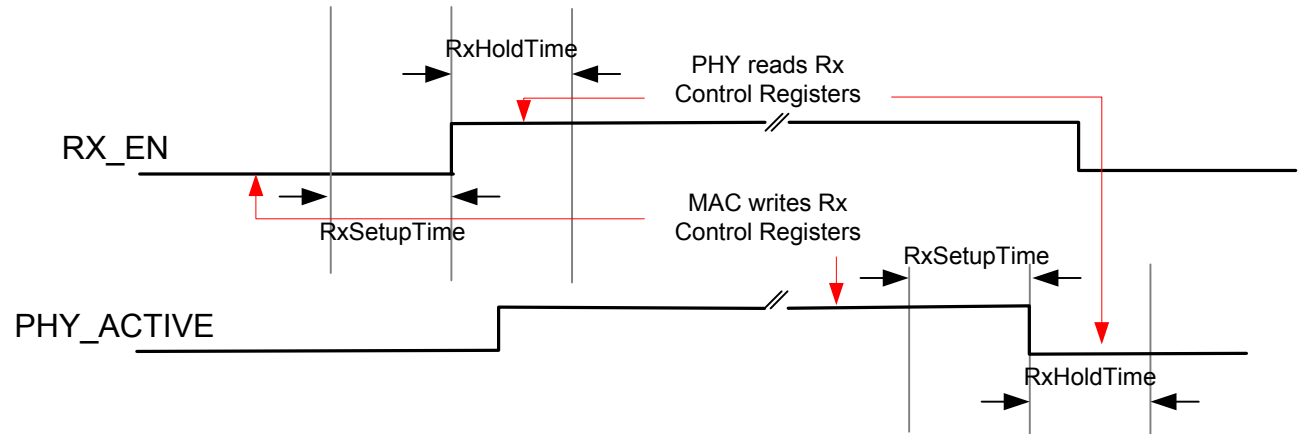 RxHoldTime
PHY reads Rx
Control Registers
RX_EN
RxSetupTime
MAC writes Rx
Control Registers
RxSetupTime
PHY_ACTIVE
RxHoldTime